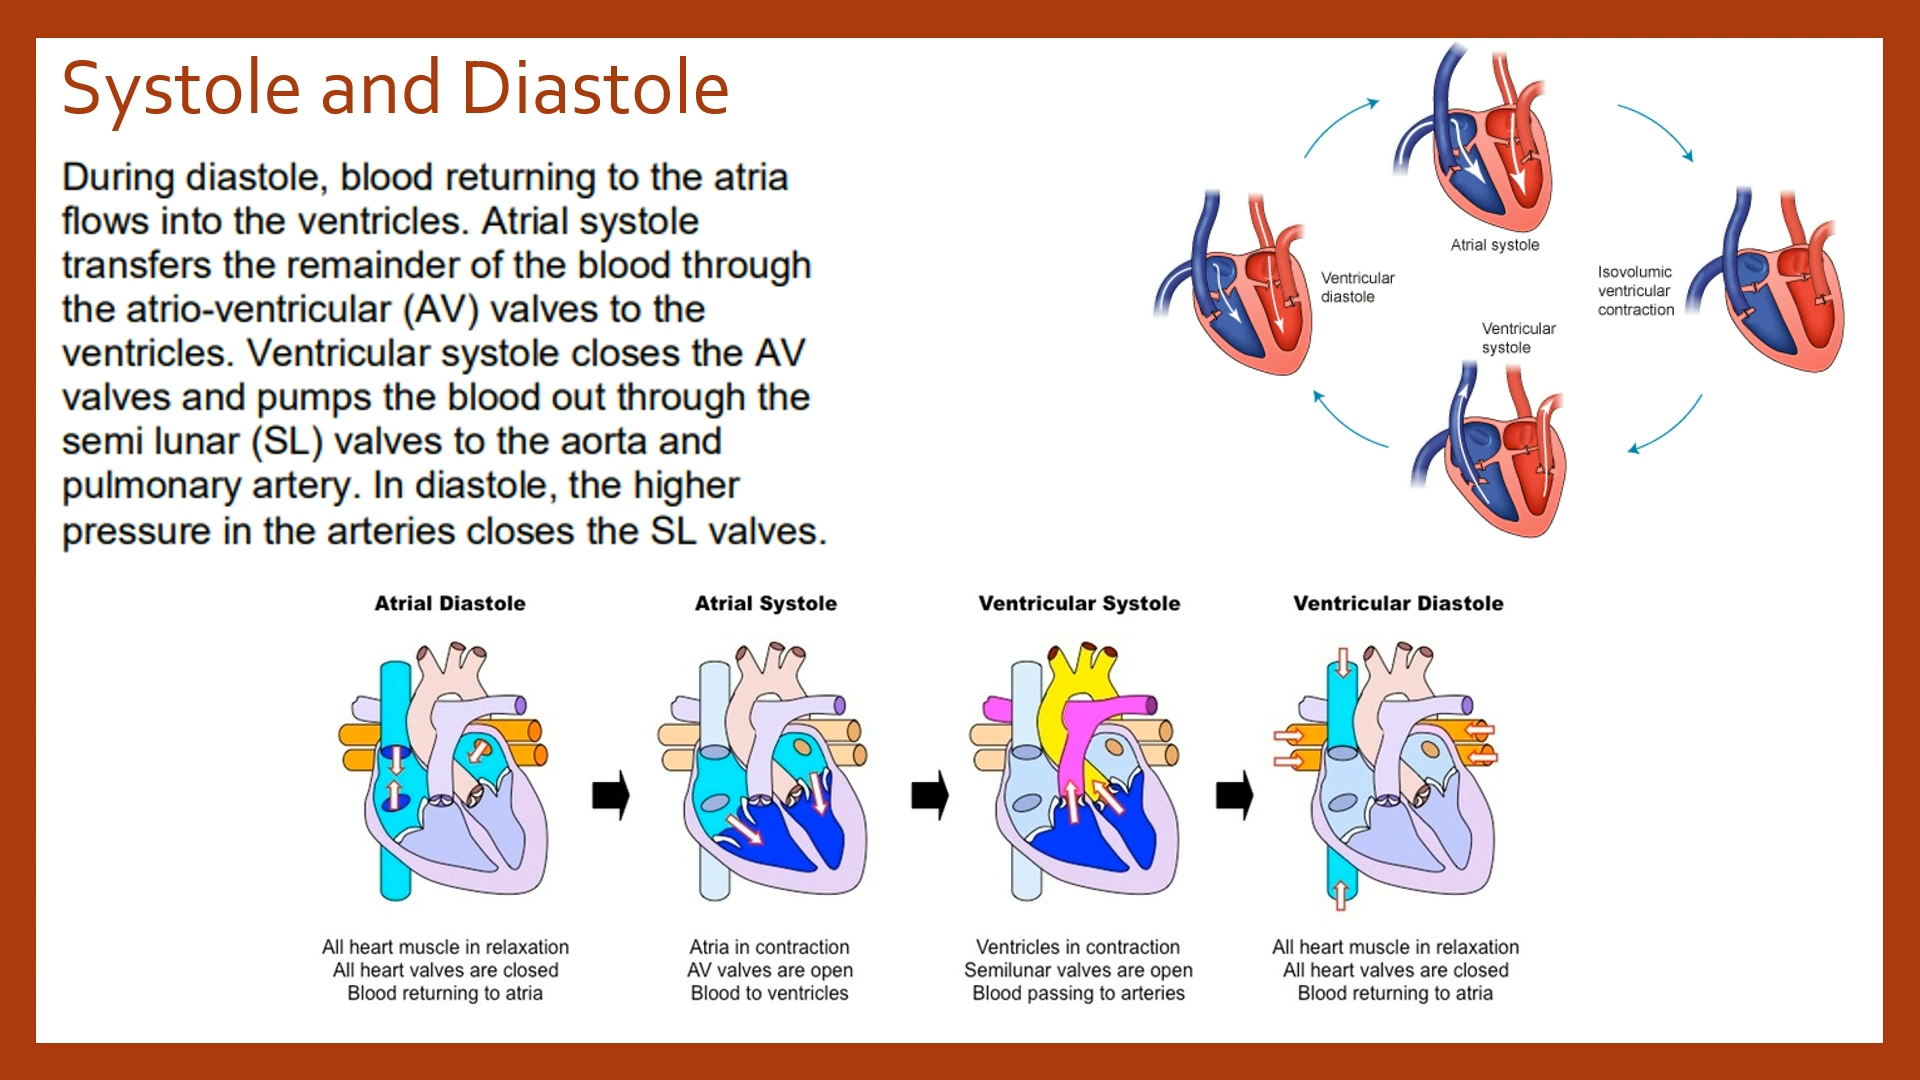 Systole and Diastole
During diastole, blood returning to the atria
flows into the ventricles. Atrial systole
transfers the remainder of the blood through
the atrio-ventricular (AV) valves to the
ventricles. Ventricular systole closes the AV
valves and pumps the blood out through the
semi lunar (SL) valves to the aorta and
pulmonary artery. In diastole, the higher
pressure in the arteries closes the SL valves.
Atrial systole
Isovolumic
ventricular
contraction
Ventricular
systole
Ventricular
diastole
Atrial Diastole
All heart muscle in relaxation
All heart valves are closed
Blood returning to atria
Atrial Systole
Atria in contraction
AV valves are open
Blood to ventricles
Ventricular Systole
Ventricles in contraction
Semilunar valves are open
Blood passing to arteries
Ventricular Diastole
All heart muscle in relaxation
All heart valves are closed
Blood returning to atria